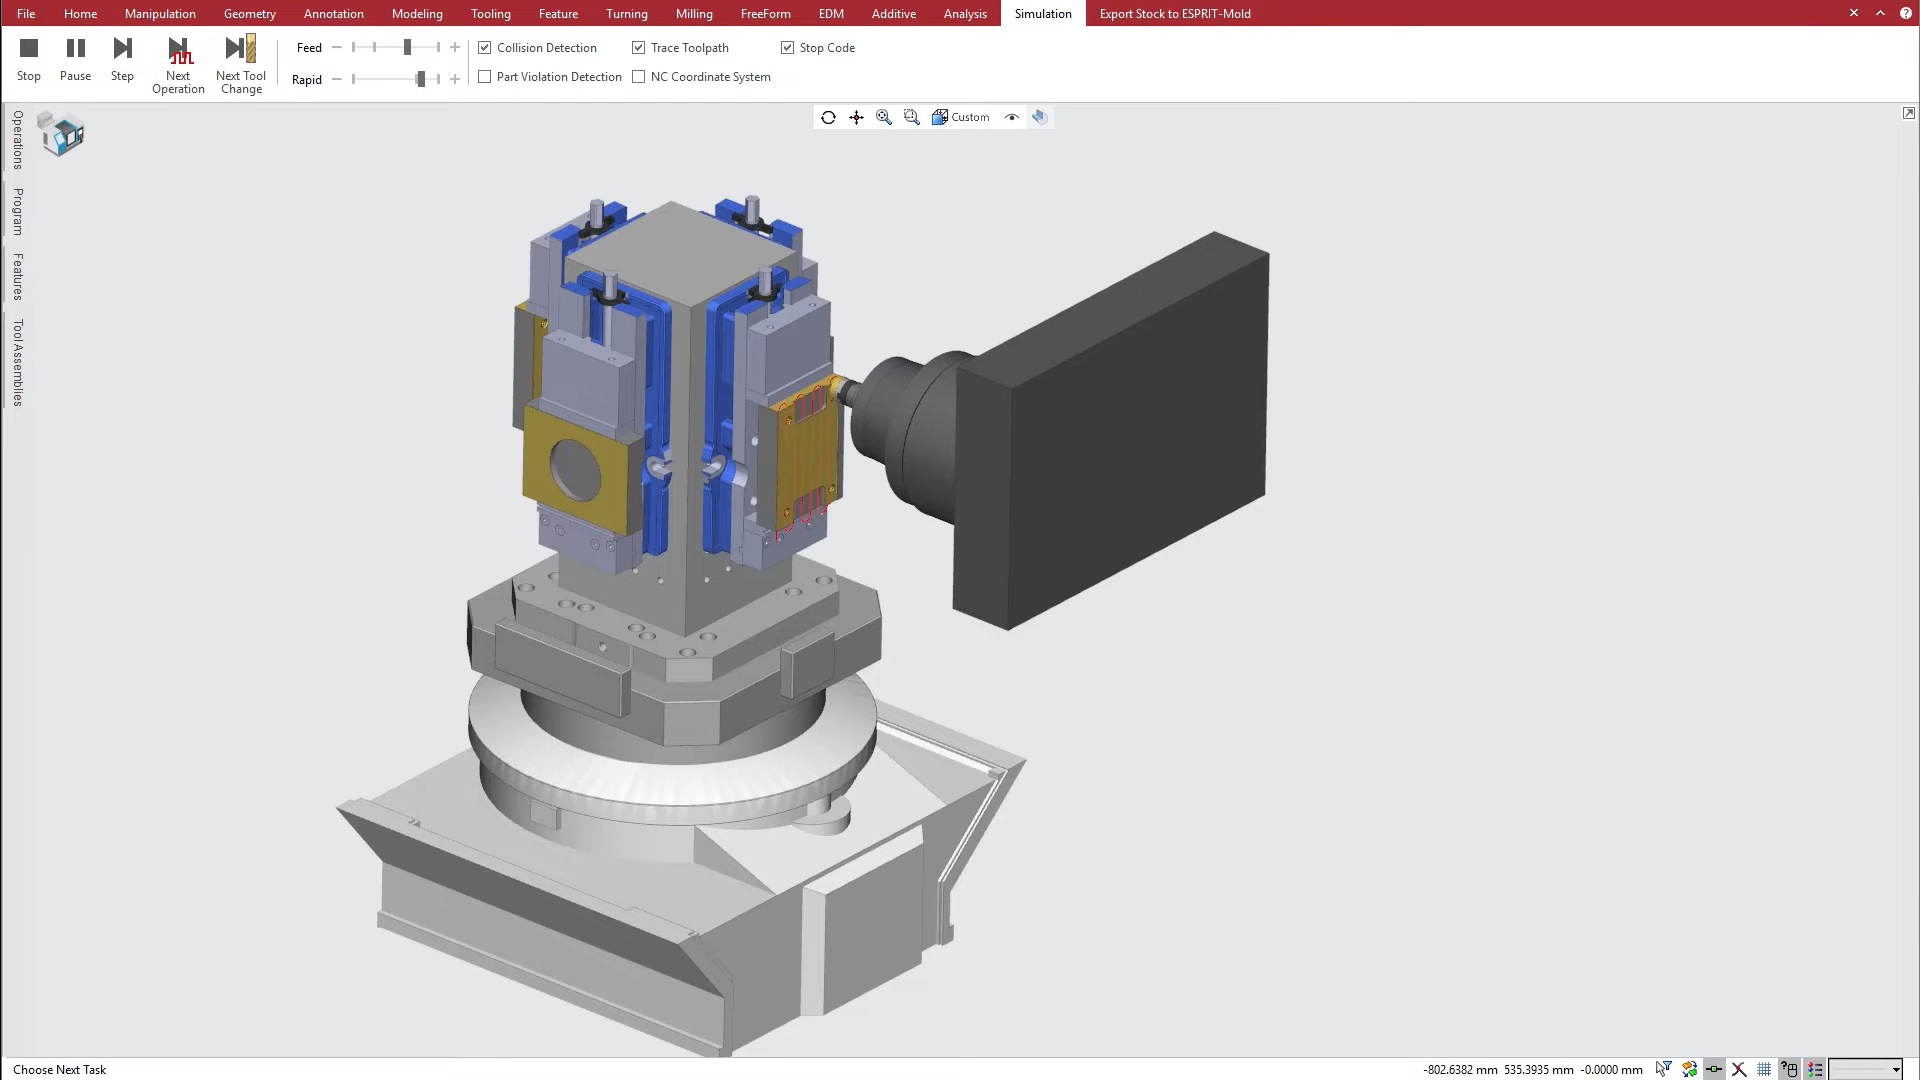 File Home Manipulation Geometry Annotation Modeling Tooling Feature Turning Milling FreeForm EDM Additive Analysis Simulation Export Stock to ESPRIT-Mold
Stop
Pause
Step
Next Operation
Next Tool Change
Feed
Rapid
Collision Detection
Trace Toolpath
Stop Code
Part Violation Detection
NC Coordinate System
Custom
Operations
Program
Features
Tool Assemblies
Choose Next Task
-802.6382 mm 535.3935 mm -0.0000 mm